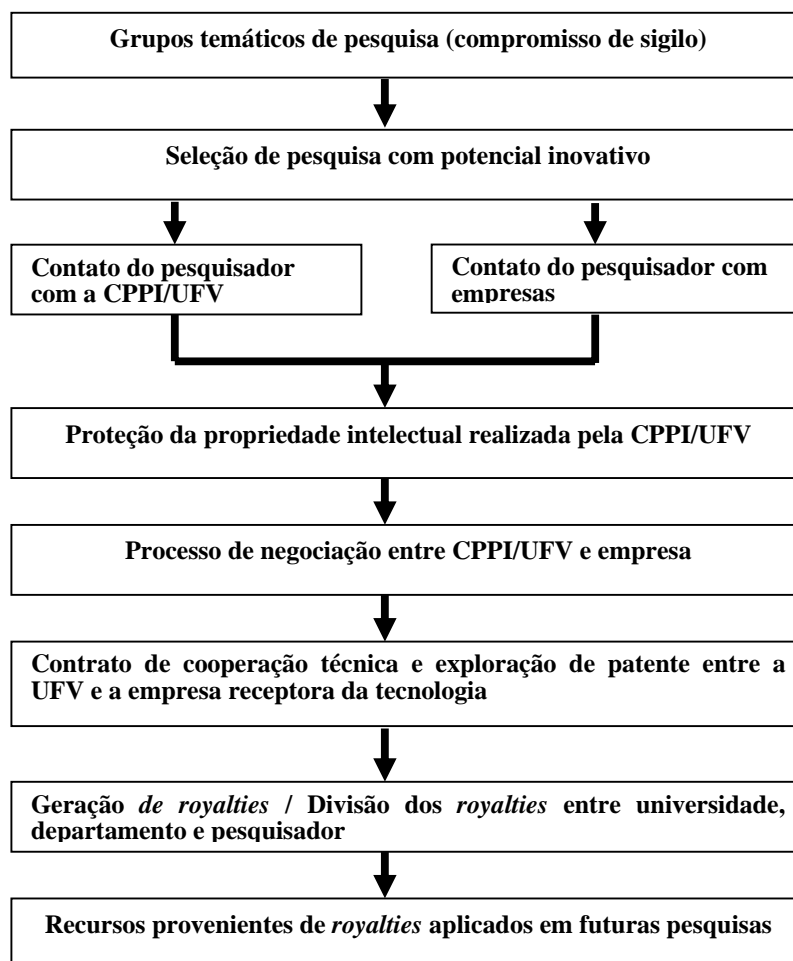 Grupos temáticos de pesquisa (compromisso de sigilo)
Seleção de pesquisa com potencial inovativo
Contato do pesquisador
com a CPPI/UFV
Contato do pesquisador com
empresas
Proteção da propriedade intelectual realizada pela CPPI/UFV
Processo de negociação entre CPPI/UFV e empresa
Contrato de cooperação técnica e exploração de patente entre a
UFV e a empresa receptora da tecnologia
Geração de royalties / Divisão dos royalties entre universidade,
departamento e pesquisador
Recursos provenientes de royalties aplicados em futuras pesquisas